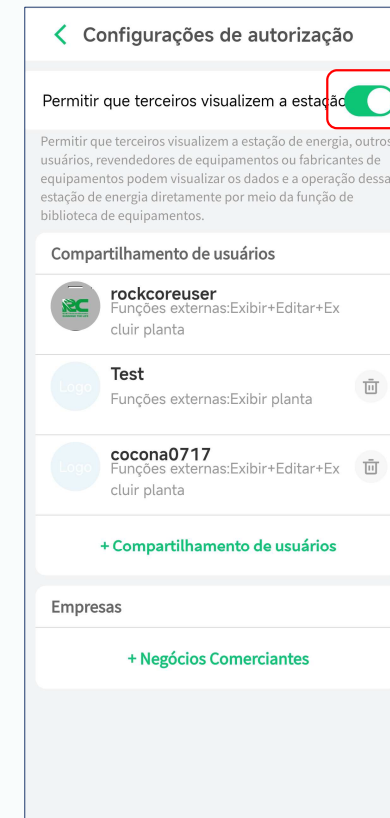 Configurações de autorização
Permitir que terceiros visualizem a estação
Permitir que terceiros visualizem a estação de energia, outros
usuários, revendedores de equipamentos ou fabricantes de
equipamentos podem visualizar os dados e a operação dessa
estação de energia diretamente por meio da função de
biblioteca de equipamentos.
Compartilhamento de usuários
RC
rockcoreuser
Funções externas:Exibir+Editar+Ex
cluir planta
Logo
Test
Funções externas:Exibir planta
Logo
cocona0717
Funções externas:Exibir+Editar+Ex
cluir planta
+ Compartilhamento de usuários
Empresas
+ Negócios Comerciantes